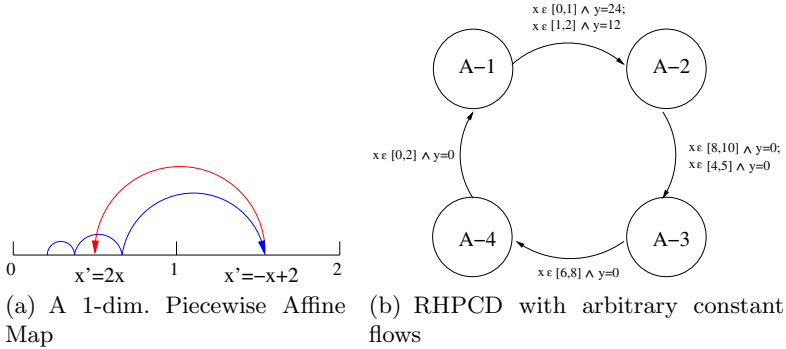 x ε [0,1] ∧ y=24;
x ε [1,2] ∧ y=12
A−1
A−2
x ε [0,2] ∧ y=0
x ε [8,10] ∧ y=0;
x ε [4,5] ∧ y=0
A−4
A−3
x ε [6,8] ∧ y=0
0
1
2
x'=2x
x'=−x+2
(a) A 1-dim. Piecewise Affine
Map
(b) RHPCD with arbitrary constant
flows